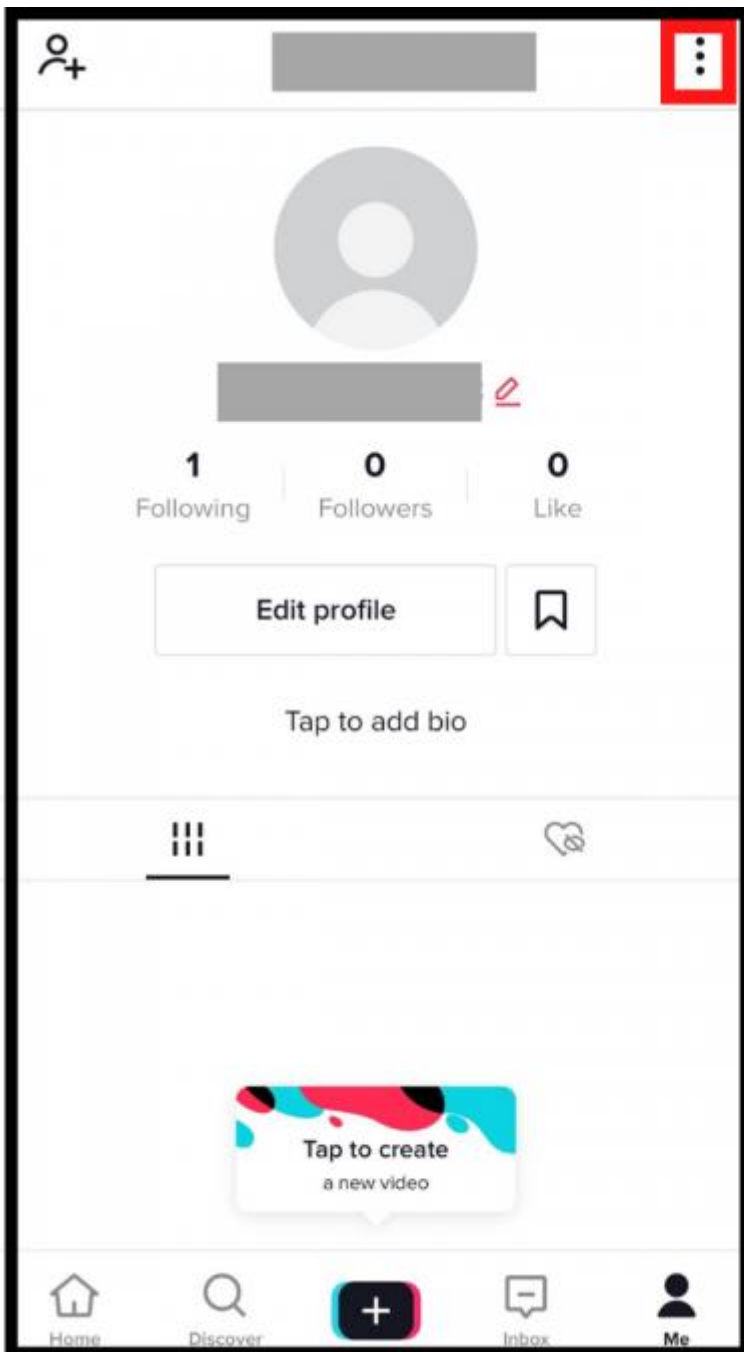 1 0 0
Following Followers Like
Edit profile
Tap to add bio
Tap to create
a new video
Home Discover Inbox Me